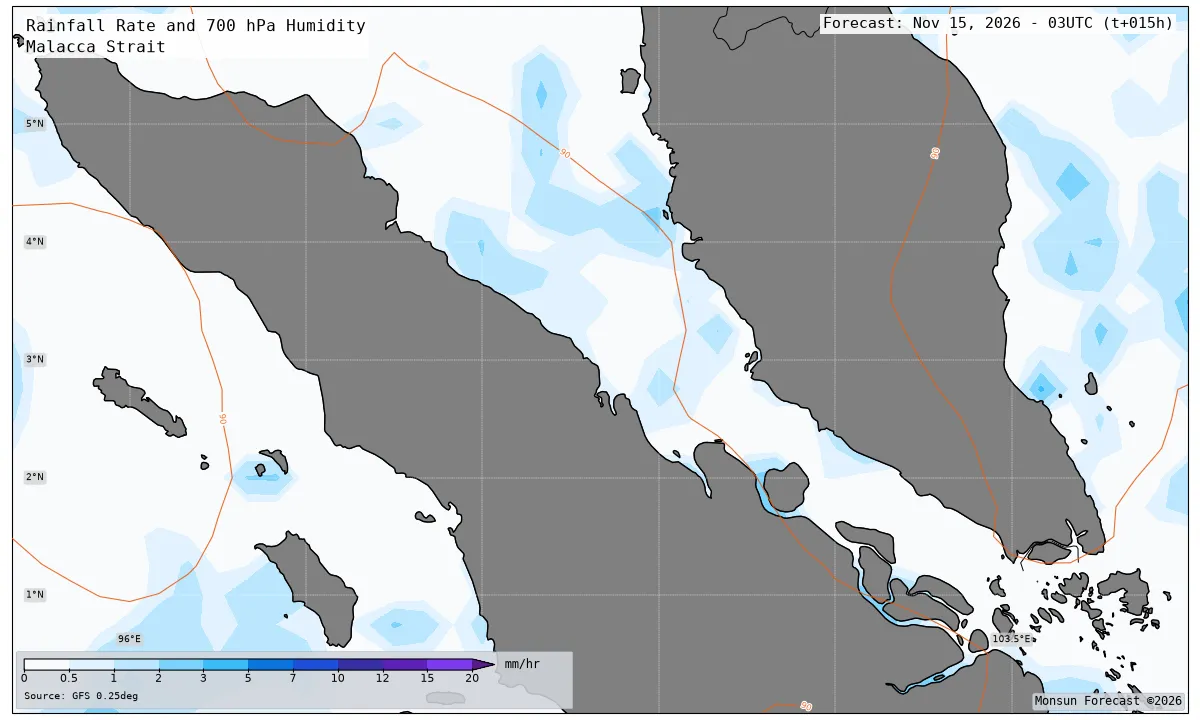 Rainfall Rate and 700 hPa Humidity
Malacca Strait
Forecast: Nov 15, 2026 - 03UTC (t+015h)
5°N
90
90
4°N
3°N
90
2°N
1°N
96°E
103.5°E
mm/hr
0 0.5 1 2 3 5 7 10 12 15 20
Source: GFS 0.25deg
90
Monsun Forecast ©2026